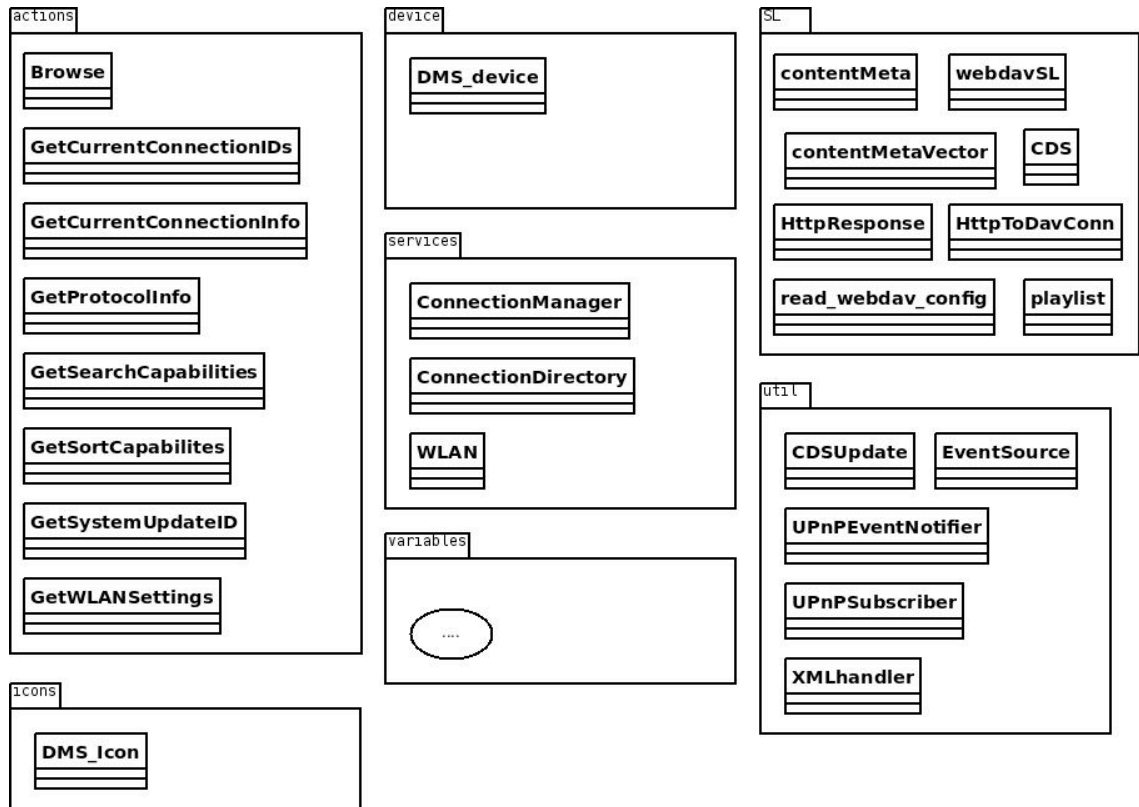 actions
Browse
GetCurrentConnectionIDs
GetCurrentConnectionInfo
GetProtocolInfo
GetSearchCapabilities
GetSortCapabilites
GetSystemUpdateID
GetWLANSettings
icons
DMS_Icon
device
DMS_device
services
ConnectionManager
ConnectionDirectory
WLAN
variables
....
SL
contentMeta webdavSL
contentMetaVector CDS
HttpResponse HttpToDavConn
read_webdav_config playlist
util
CDSUpdate EventSource
UPnPEventNotifier
UPnPSubscriber
XMLhandler